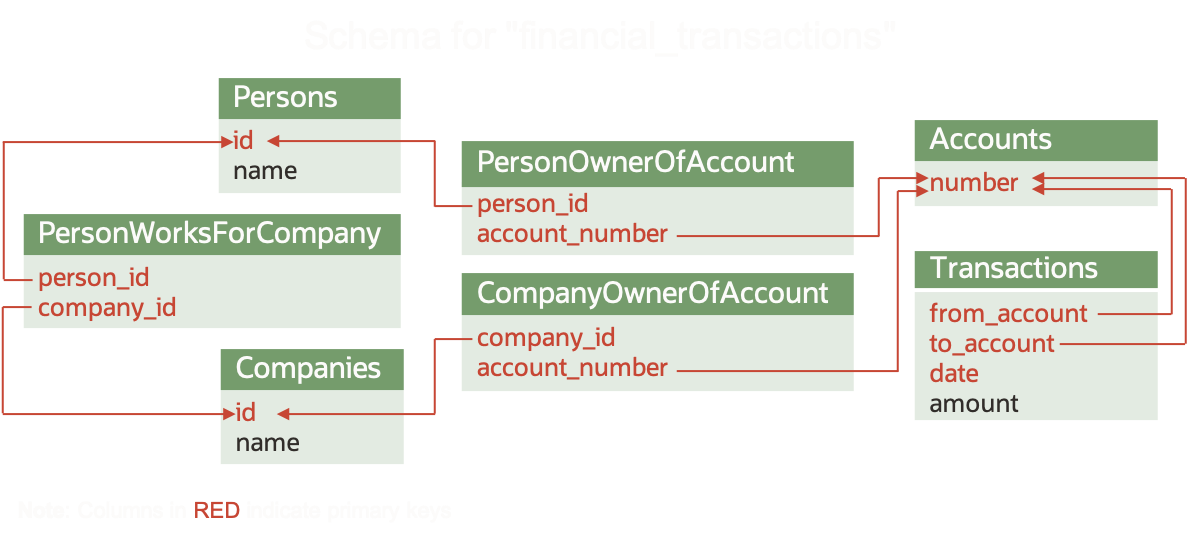 Schema for "financial_transactions"
Persons
id
name
PersonWorksForCompany
person_id
company_id
Companies
id
name
PersonOwnerOfAccount
person_id
account_number
CompanyOwnerOfAccount
company_id
account_number
Accounts
number
Transactions
from_account
to_account
date
amount
Note: Columns in RED indicate primary keys